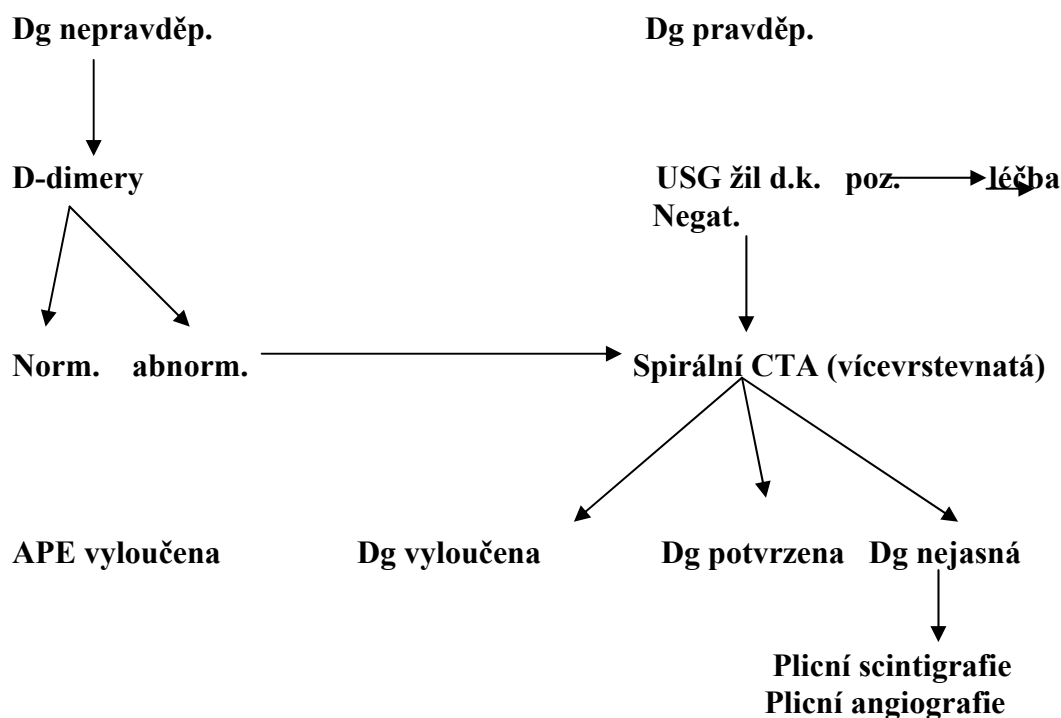 Dg nepravděp. Dg pravděp.
D-dimery USG žil d.k. poz. léčba
Negat.
Norm. abnorm. Spirální CTA (vícevrstevnatá)
APE vyloučena Dg vyloučena Dg potvrzena Dg nejasná
Plicní scintigrafie
Plicní angiografie